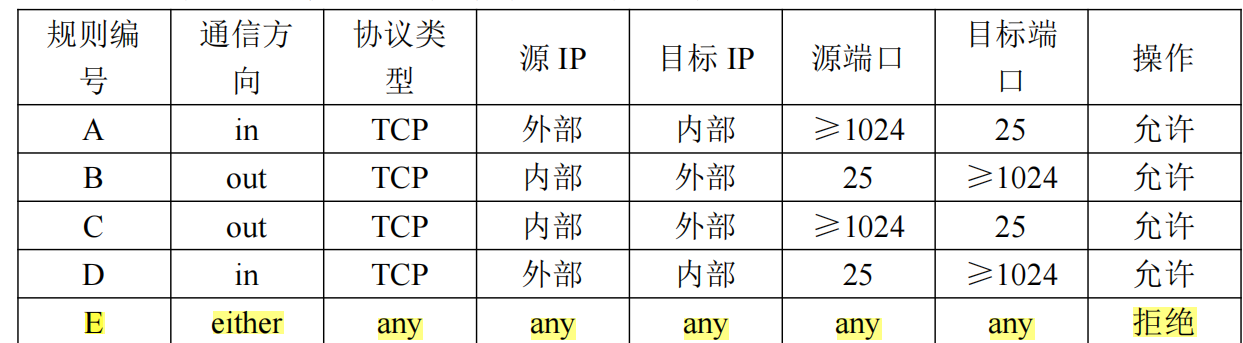 规则编号 通信方向 协议类型 源 IP 目标 IP 源端口 目标端口 操作
A in TCP 外部 内部 ≥1024 25 允许
B out TCP 内部 外部 25 ≥1024 允许
C out TCP 内部 外部 ≥1024 25 允许
D in TCP 外部 内部 25 ≥1024 允许
E either any any any any any 拒绝